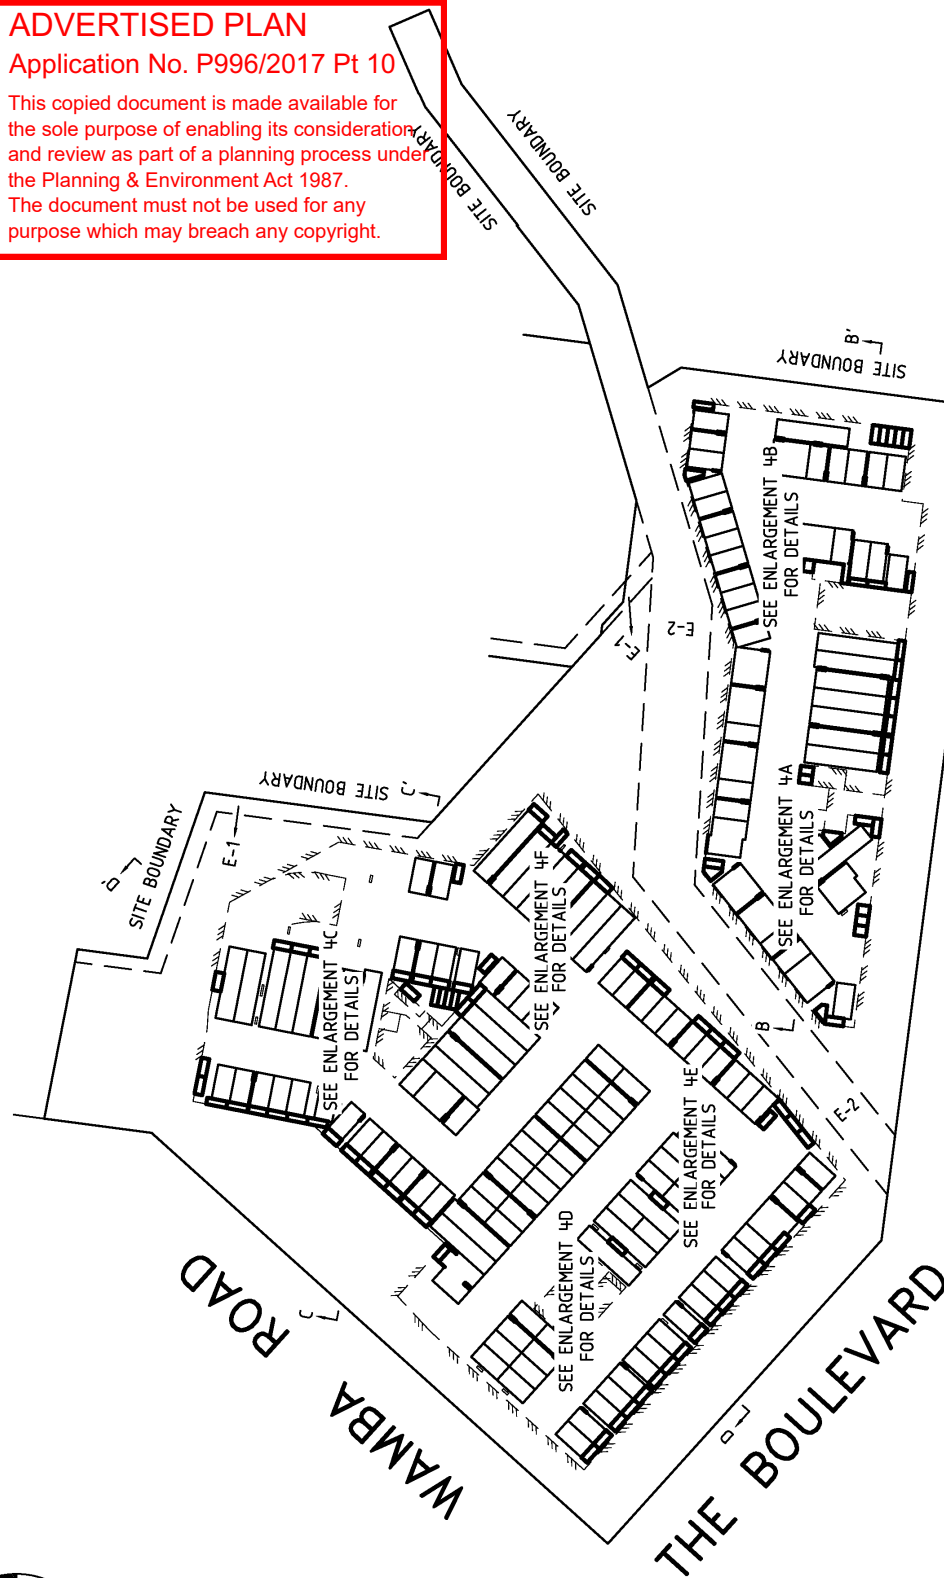 ADVERTISED PLAN
Application No. P996/2017 Pt 10
This copied document is made available for
the sole purpose of enabling its consideration
and review as part of a planning process under
the Planning & Environment Act 1987.
The document must not be used for any
purpose which may breach any copyright.
SITE BOUNDARY
SITE BOUNDARY
B'
SITE BOUNDARY
SEE ENLARGEMENT 4B
FOR DETAILS
E-1
E-2
SITE BOUNDARY
C'
D'
SITE BOUNDARY
E-1
SEE ENLARGEMENT 4A
FOR DETAILS
SEE ENLARGEMENT 4F
FOR DETAILS
SEE ENLARGEMENT 4C
FOR DETAILS
B
E-2
SEE ENLARGEMENT 4E
FOR DETAILS
SEE ENLARGEMENT 4D
FOR DETAILS
C
D
WAMBA ROAD
THE BOULEVARD